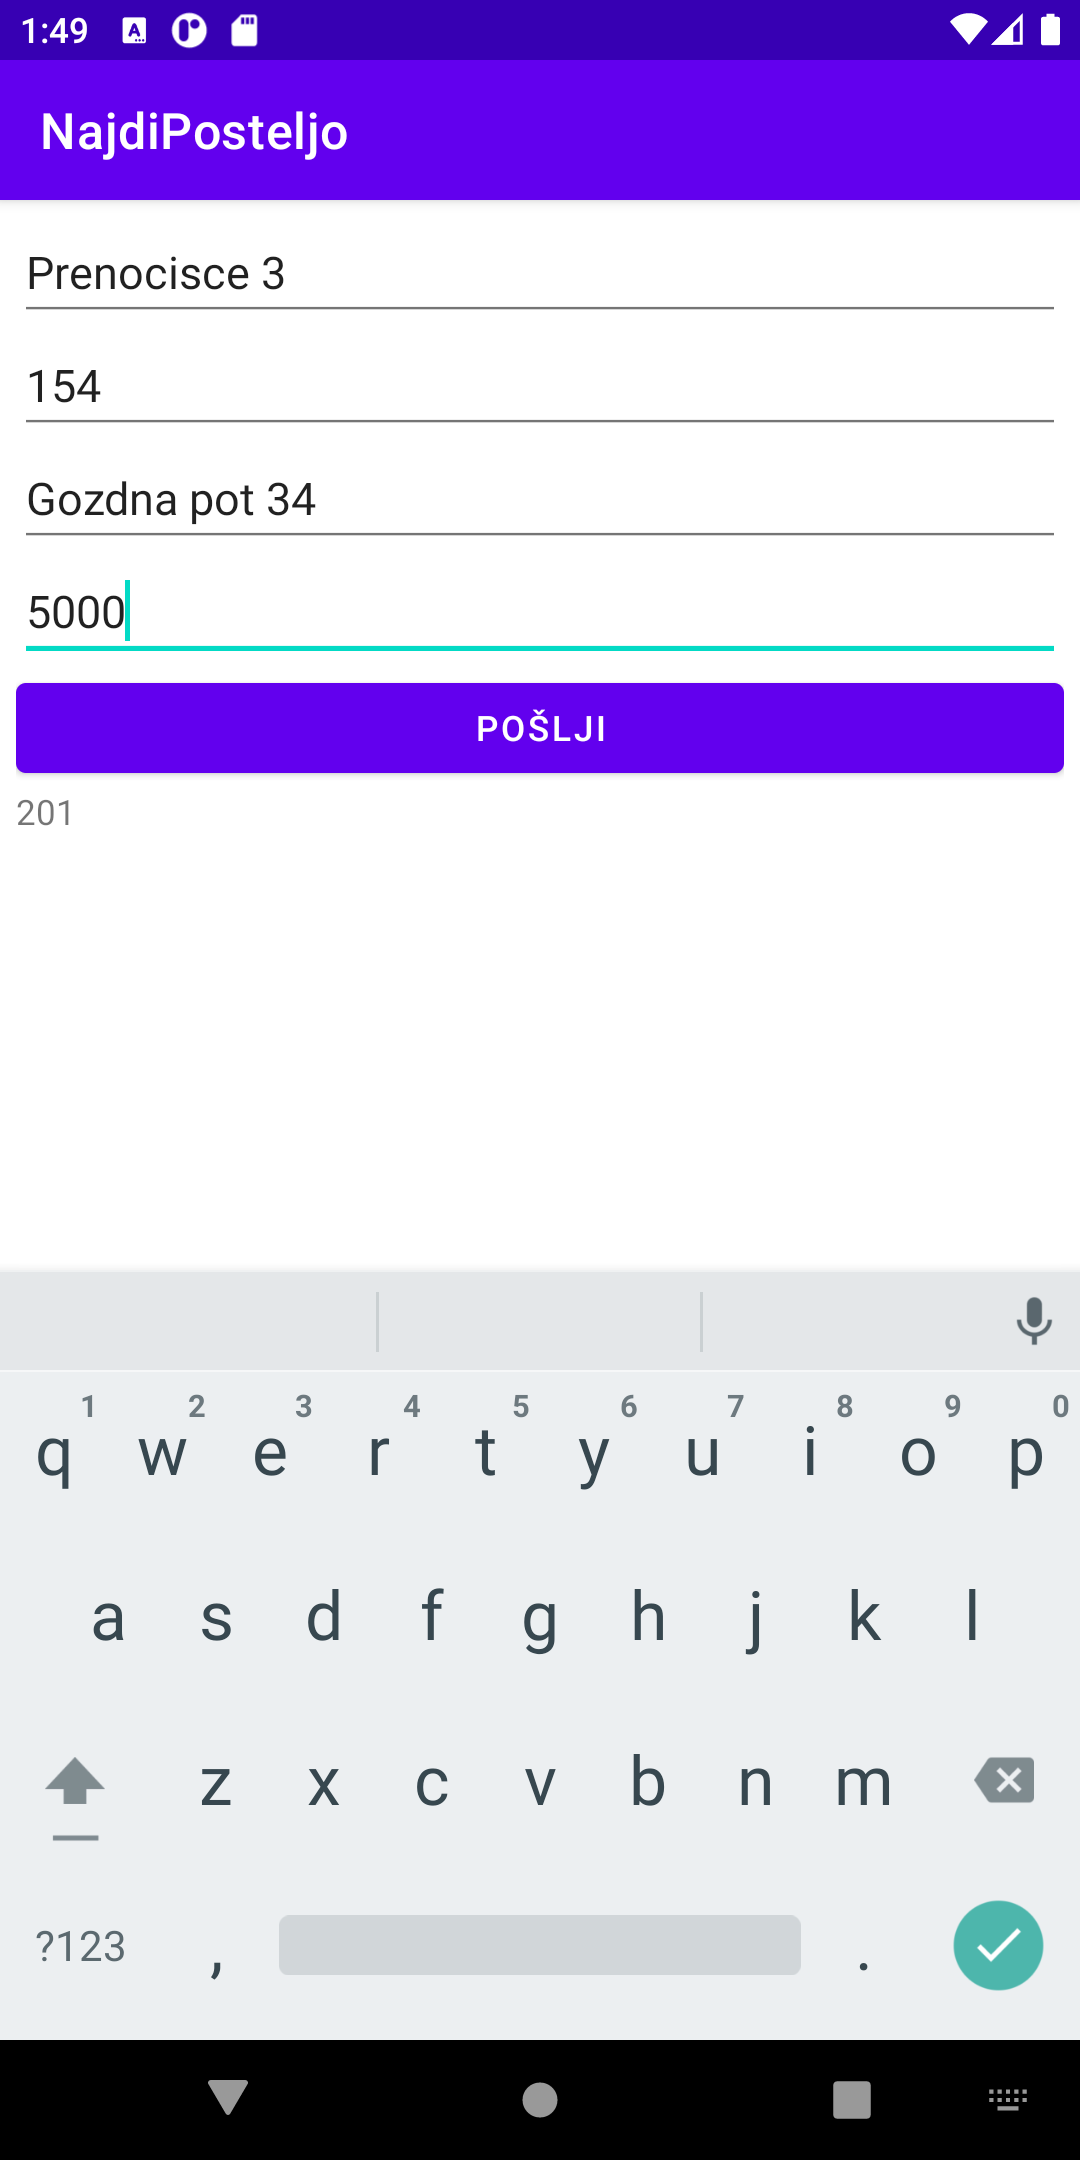 1:49
NajdiPosteljo
Prenocisce 3
154
Gozdna pot 34
5000
POŠLJI
201
1 2 3 4 5 6 7 8 9 0
q w e r t y u i o p
a s d f g h j k l
z x c v b n m
?123 , .